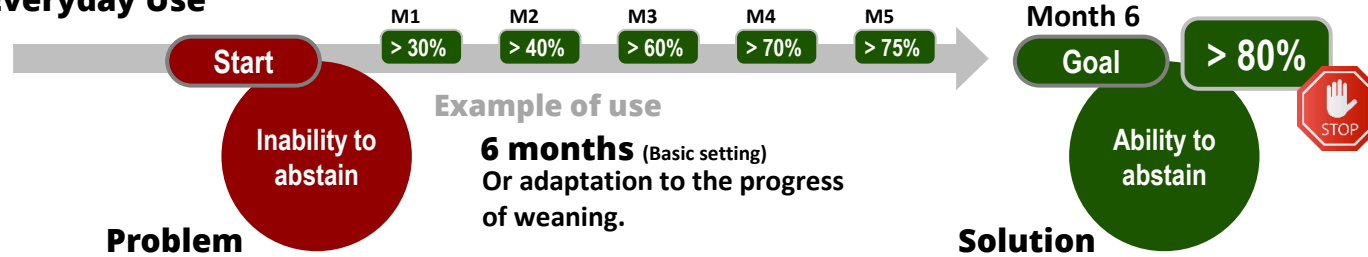 Everyday Use
M1 M2 M3 M4 M5 Month 6
Start > 30% > 40% > 60% > 70% > 75% Goal > 80%
STOP
Example of use
Inability to
abstain
6 months (Basic setting)
Or adaptation to the progress
of weaning.
Ability to
abstain
Problem
Solution